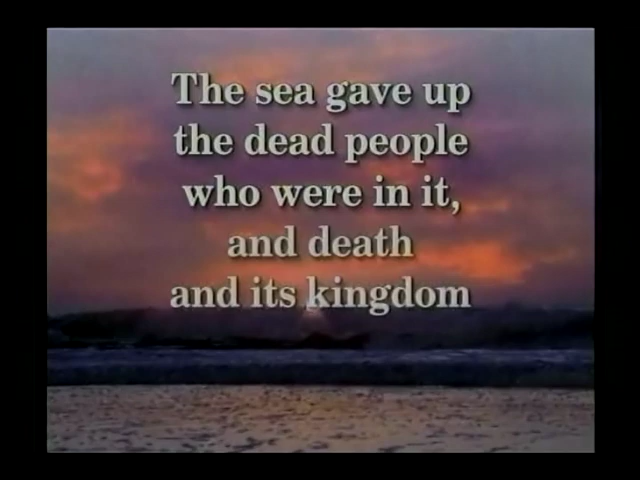 The sea gave up
the dead people
who were in it,
and death
and its kingdom